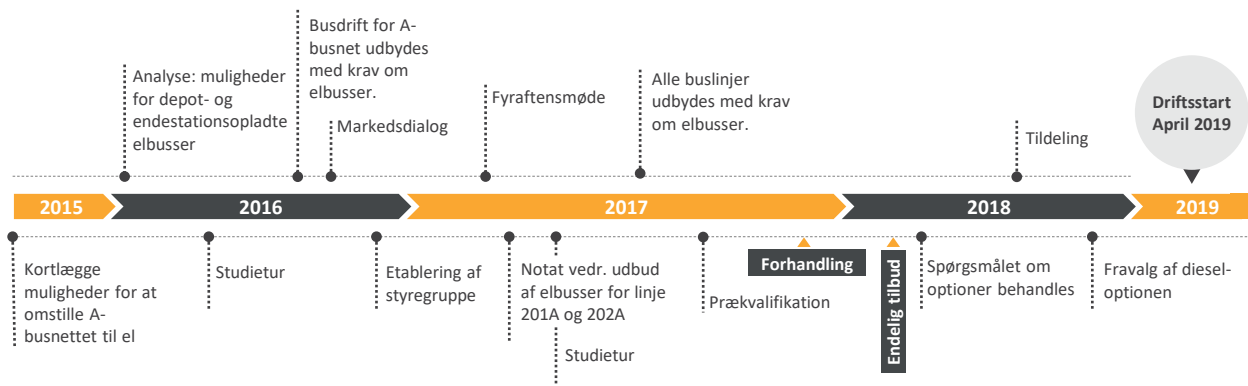 Analyse: muligheder
for depot- og
endestationsopladte
elbusser
Busdrift for A-
busnet udbydes
med krav om
elbusser.
Markedsdialog
Fyraftensmøde
Alle buslinjer
udbydes med krav
om elbusser.
Tildeling
Driftsstart
April 2019
2015
2016
2017
2018
2019
Kortlægge
muligheder for at
omstille A-
busnettet til el
Studietur
Etablering af
styregruppe
Notat vedr. udbud
af elbusser for linje
201A og 202A
Studietur
Prækvalifikation
Forhandling
Endelig tilbud
Spørgsmålet om
optioner behandles
Fravalg af diesel-
optionen